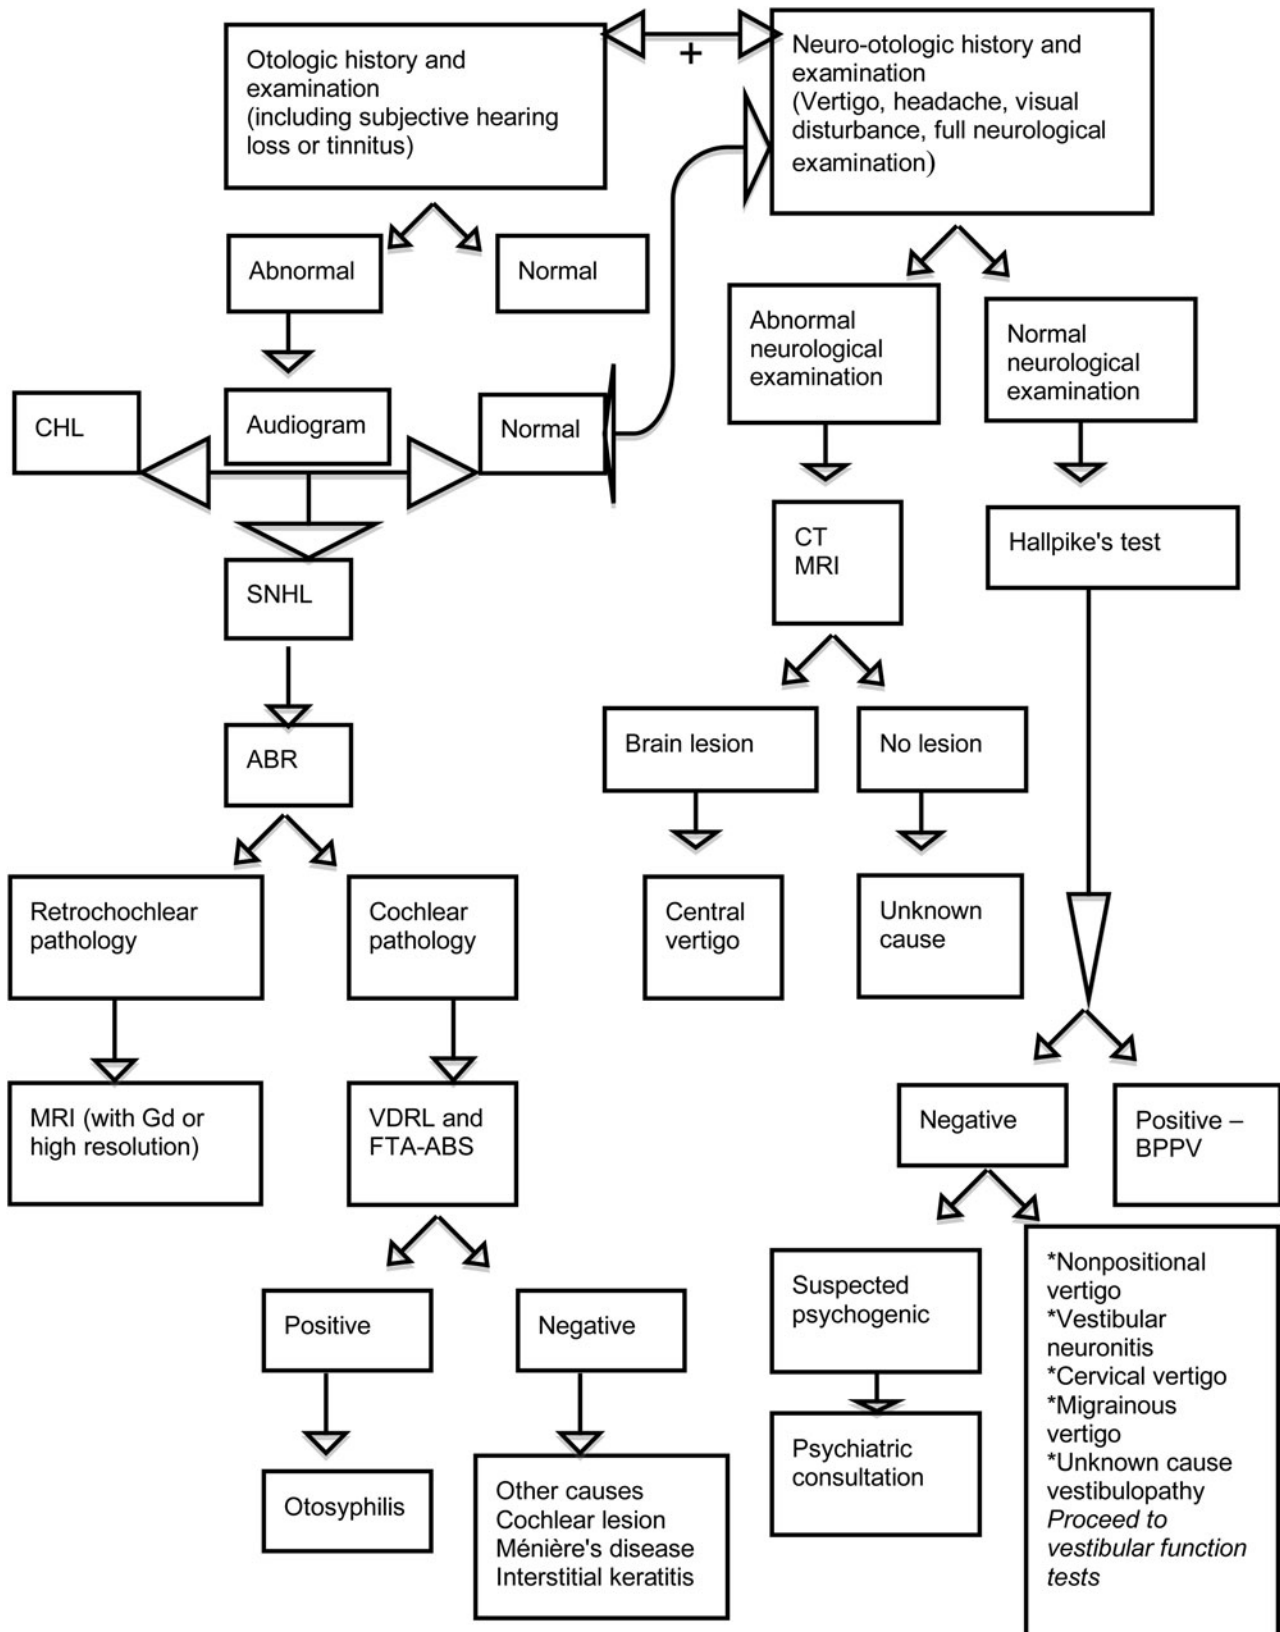 Otologic history and
examination
(including subjective hearing
loss or tinnitus)
+
Neuro-otologic history and
examination
(Vertigo, headache, visual
disturbance, full neurological
examination)
Abnormal
Normal
Abnormal
neurological
examination
Normal
neurological
examination
CHL
Audiogram
Normal
CT
MRI
Hallpike's test
SNHL
Brain lesion
No lesion
ABR
Retrochochlear
pathology
Cochlear
pathology
Central
vertigo
Unknown
cause
MRI (with Gd or
high resolution)
VDRL and
FTA-ABS
Negative
Positive –
BPPV
Positive
Negative
Suspected
psychogenic
*Nonpositional
vertigo
*Vestibular
neuronitis
*Cervical vertigo
*Migrainous
vertigo
*Unknown cause
vestibulopathy
Proceed to
vestibular function
tests
Psychiatric
consultation
Otosyphilis
Other causes
Cochlear lesion
Ménière's disease
Interstitial keratitis